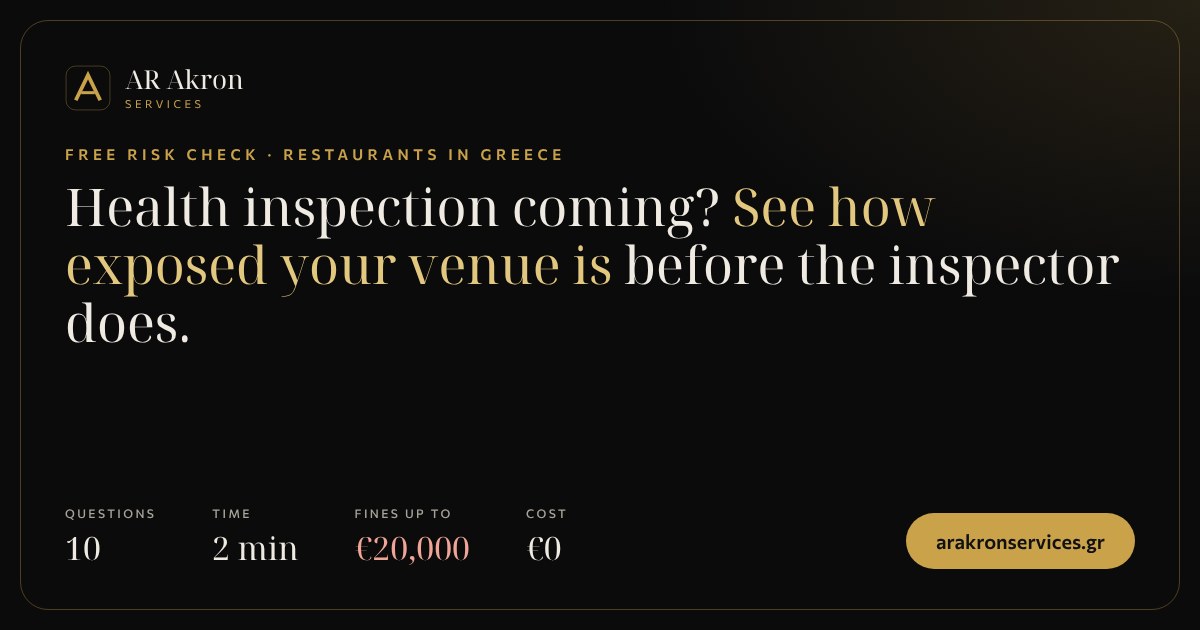 AR Akron
SERVICES
FREE RISK CHECK · RESTAURANTS IN GREECE
Health inspection coming? See how
exposed your venue is before the inspector
does.
QUESTIONS
10
TIME
2 min
FINES UP TO
€20,000
COST
€0
arakronservices.gr